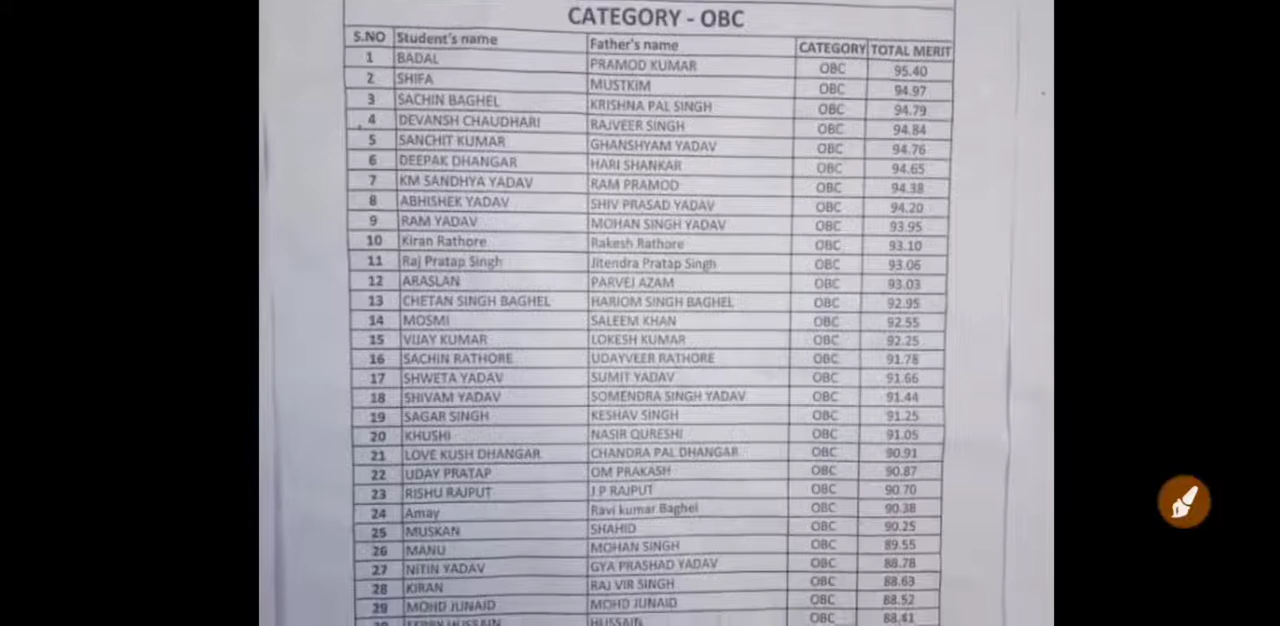 CATEGORY - OBC
S.NO Student's name Father's name CATEGORY TOTAL MERIT
1 BADAL PRAMOD KUMAR OBC 95.40
2 SHIFA MUSTKIM OBC 94.97
3 SACHIN BAGHEL KRISHNA PAL SINGH OBC 94.79
4 DEVANSH CHAUDHARI RAJVEER SINGH OBC 94.84
5 SANCHIT KUMAR GHANSHYAM YADAV OBC 94.76
6 DEEPAK DHANGAR HARI SHANKAR OBC 94.65
7 KM SANDHYA YADAV RAM PRAMOD OBC 94.38
8 ABHISHEK YADAV SHIV PRASAD YADAV OBC 94.20
9 RAM YADAV MOHAN SINGH YADAV OBC 93.95
10 Kiran Rathore Rakesh Rathore OBC 93.10
11 Raj Pratap Singh Jitendra Pratap Singh OBC 93.06
12 ARASLAN PARVEJ AZAM OBC 93.03
13 CHETAN SINGH BAGHEL HARIOM SINGH BAGHEL OBC 92.95
14 MOSMI SALEEM KHAN OBC 92.55
15 VIJAY KUMAR LOKESH KUMAR OBC 92.25
16 SACHIN RATHORE UDAYVEER RATHORE OBC 91.78
17 SHWETA YADAV SUMIT YADAV OBC 91.66
18 SHIVAM YADAV SOMENDRA SINGH YADAV OBC 91.44
19 SAGAR SINGH KESHAV SINGH OBC 91.25
20 KHUSHI NASIR QURESHI OBC 91.05
21 LOVE KUSH DHANGAR CHANDRA PAL DHANGAR OBC 90.91
22 UDAY PRATAP OM PRAKASH OBC 90.87
23 RISHU RAJPUT J P RAJPUT OBC 90.70
24 Amay Ravi kumar Baghel OBC 90.38
25 MUSKAN SHAHID OBC 90.25
26 MANU MOHAN SINGH OBC 89.55
27 NITIN YADAV GYA PRASHAD YADAV OBC 88.78
28 KIRAN RAJ VIR SINGH OBC 88.63
29 MOHD JUNAID MOHD JUNAID OBC 88.52
HUSSAIN HUSSAIN OBC 88.41